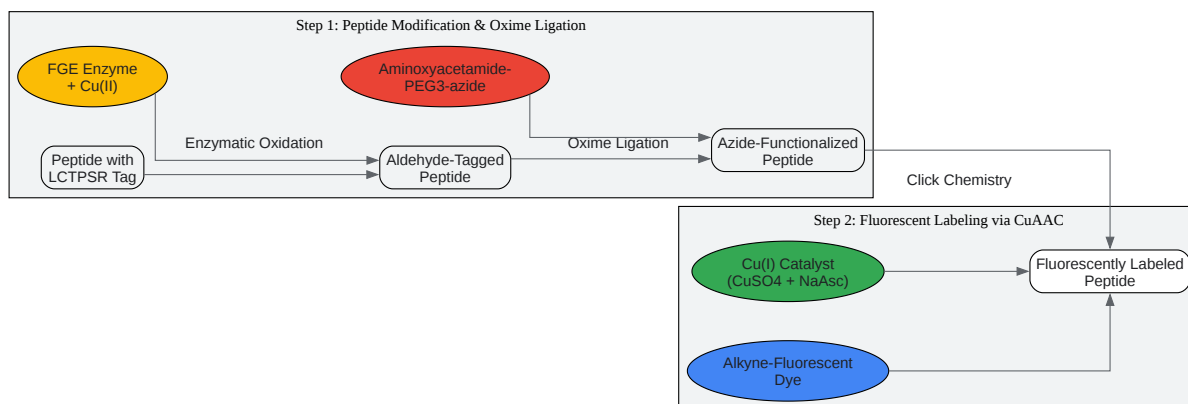 Step 1: Peptide Modification & Oxime Ligation
FGE Enzyme
+ Cu(II)
Aminoxyacetamide-
PEG3-azide
Enzymatic Oxidation
Oxime Ligation
Peptide with
LCTPSR Tag
Aldehyde-Tagged
Peptide
Azide-Functionalized
Peptide
Click Chemistry
Step 2: Fluorescent Labeling via CuAAC
Cu(I) Catalyst
(CuSO4 + NaAsc)
Fluorescently Labeled
Peptide
Alkyne-Fluorescent
Dye